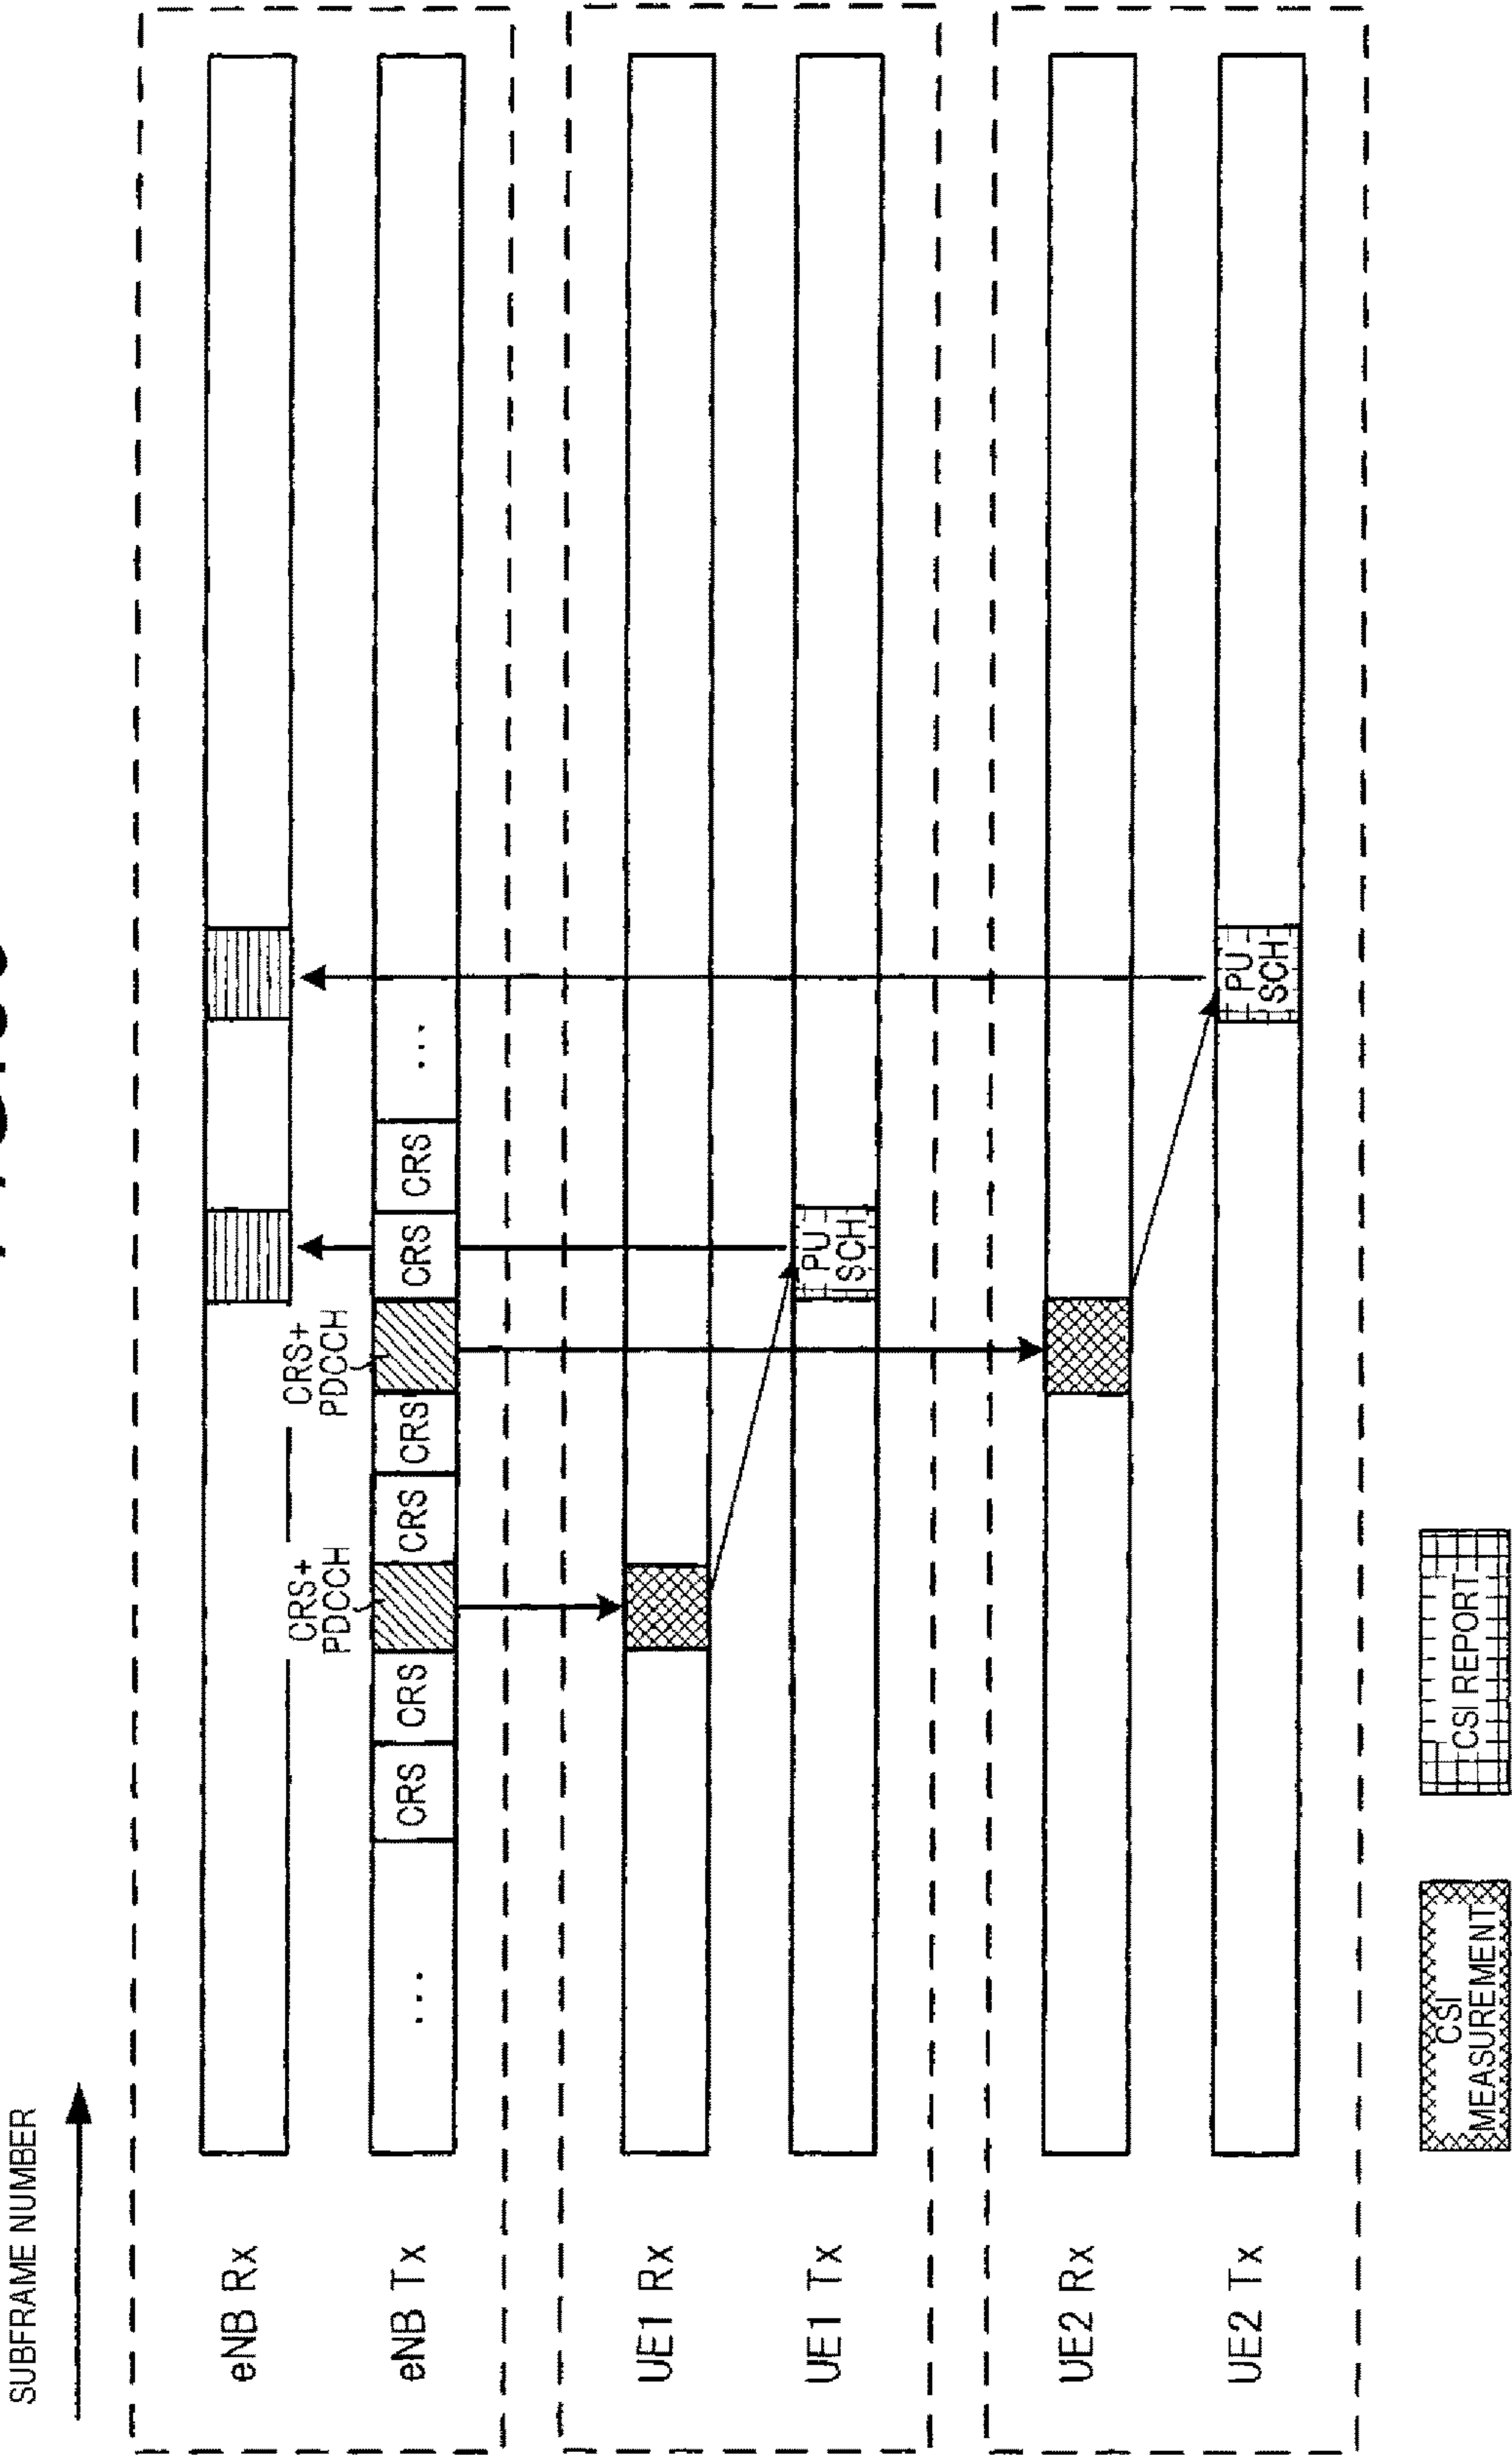 SUBFRAME NUMBER
eNB Rx
CRS+
PDCCH
CRS+
PDCCH
eNB Tx
...
CRS
CRS
CRS
CRS
CRS
CRS
...
UE1 Rx
UE1 Tx
PU
SCH
UE2 Rx
UE2 Tx
PU
SCH
CSI
MEASUREMENT
CSI REPORT